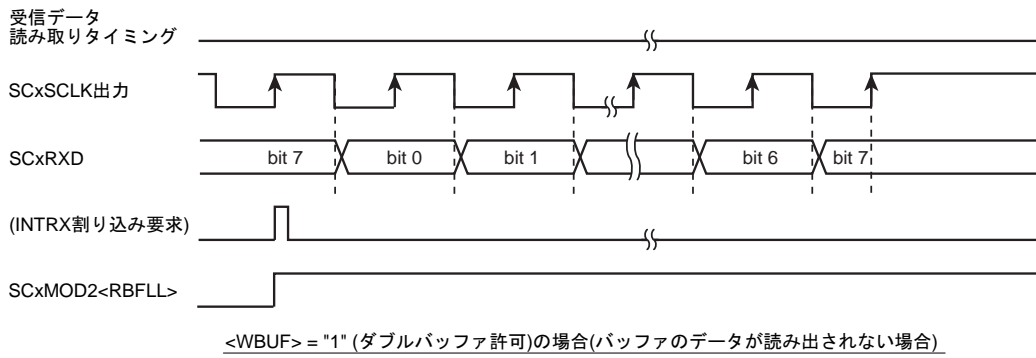 受信データ
読み取りタイミング
SCxSCLK出力
SCxRXD
bit 7 bit 0 bit 1 bit 6 bit 7
(INTRX割り込み要求)
SCxMOD2<RBFLL>
<WBUF> = "1" (ダブルバッファ許可)の場合(バッファのデータが読み出されない場合)